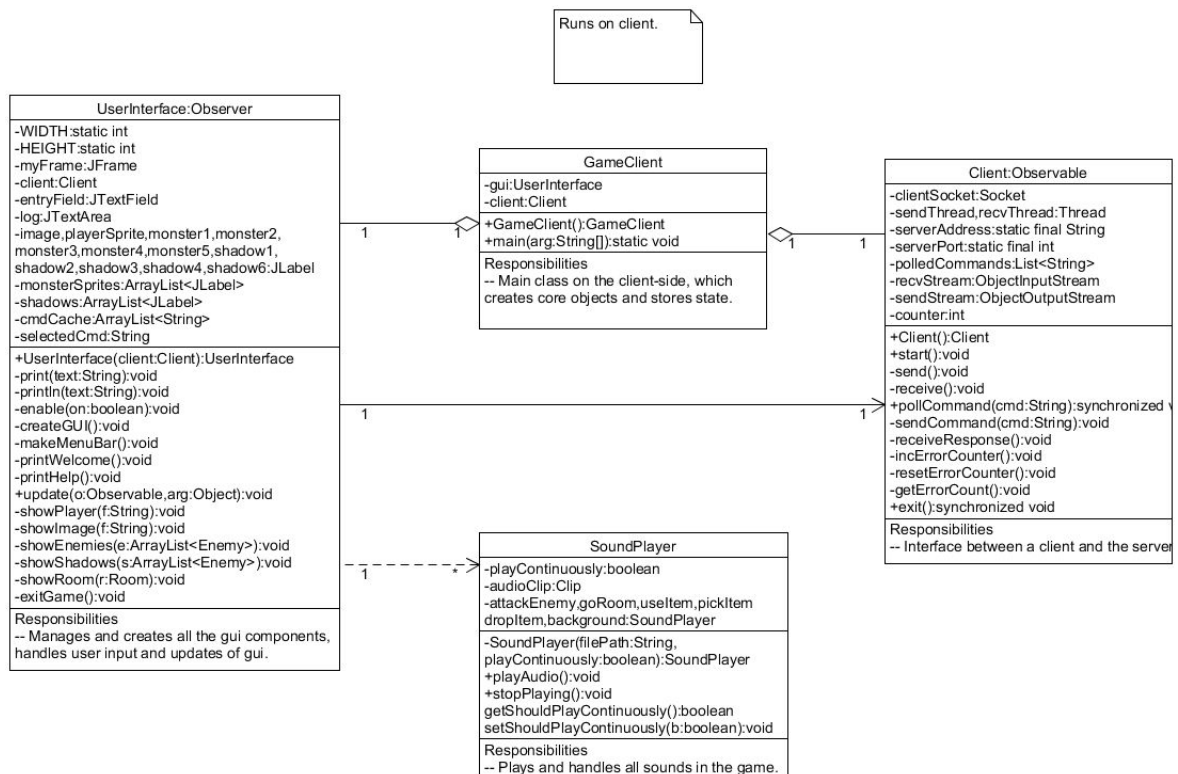 Runs on client.
UserInterface:Observer
-WIDTH:static int
-HEIGHT:static int
-myFrame:JFrame
-client:Client
-entryField:JTextField
-log:JTextArea
-image,playerSprite,monster1,monster2,
monster3,monster4,monster5,shadow1,
shadow2,shadow3,shadow4,shadow6:JLabel
-monsterSprites:ArrayList<JLabel>
-shadows:ArrayList<JLabel>
-cmdCache:ArrayList<String>
-selectedCmd:String
+UserInterface(client:Client):UserInterface
-print(text:String):void
-println(text:String):void
-enable(on:boolean):void
-createGUI():void
-makeMenuBar():void
-printWelcome():void
-printHelp():void
+update(o:Observable,arg:Object):void
-showPlayer(f:String):void
-showImage(f:String):void
-showEnemies(e:ArrayList<Enemy>):void
-showShadows(s:ArrayList<Enemy>):void
-showRoom(r:Room):void
-exitGame():void
Responsibilities
-- Manages and creates all the gui components,
handles user input and updates of gui.
1
1
GameClient
-gui:UserInterface
-client:Client
+GameClient():GameClient
+main(arg:String[]):static void
Responsibilities
-- Main class on the client-side, which
creates core objects and stores state.
1
1
Client:Observable
-clientSocket:Socket
-sendThread,recvThread:Thread
-serverAddress:static final String
-serverPort:static final int
-polledCommands:List<String>
-recvStream:ObjectInputStream
-sendStream:ObjectOutputStream
-counter:int
+Client():Client
+start():void
-send():void
-receive():void
+pollCommand(cmd:String):synchronized v
-sendCommand(cmd:String):void
-receiveResponse():void
-incErrorCounter():void
-resetErrorCounter():void
-getErrorCount():void
+exit():synchronized void
Responsibilities
-- Interface between a client and the server
1
1
1
*
SoundPlayer
-playContinuously:boolean
-audioClip:Clip
-attackEnemy,goRoom,useItem,pickItem
dropItem,background:SoundPlayer
-SoundPlayer(filePath:String,
playContinuously:boolean):SoundPlayer
+playAudio():void
+stopPlaying():void
getShouldPlayContinuously():boolean
setShouldPlayContinuously(b:boolean):void
Responsibilities
-- Plays and handles all sounds in the game.